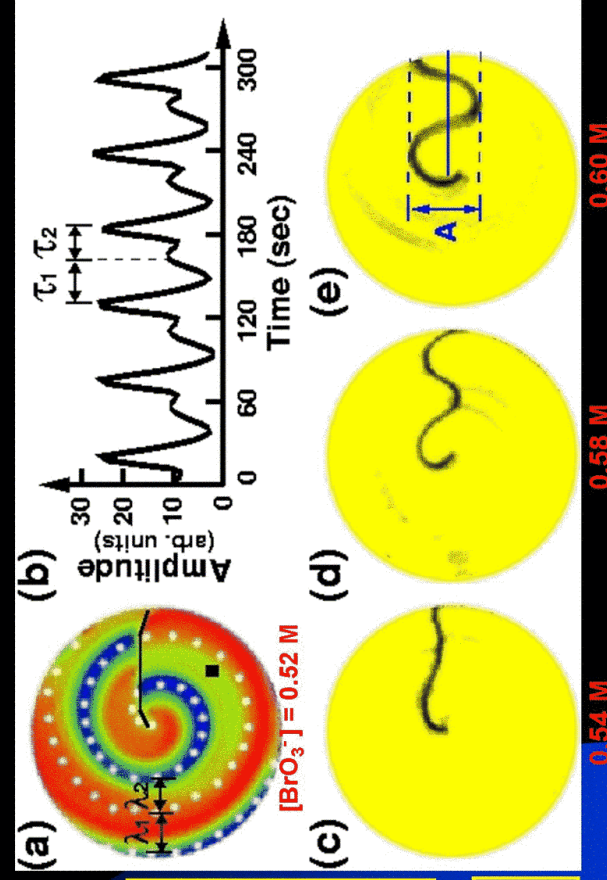 (a)
λ1 λ2
[BrO3-] = 0.52 M
(b)
Amplitude
(arb. units)
30
20
10
0
τ1 τ2
0 60 120 180 240 300
Time (sec)
(c)
0.54 M
(d)
0.58 M
(e)
A
0.60 M